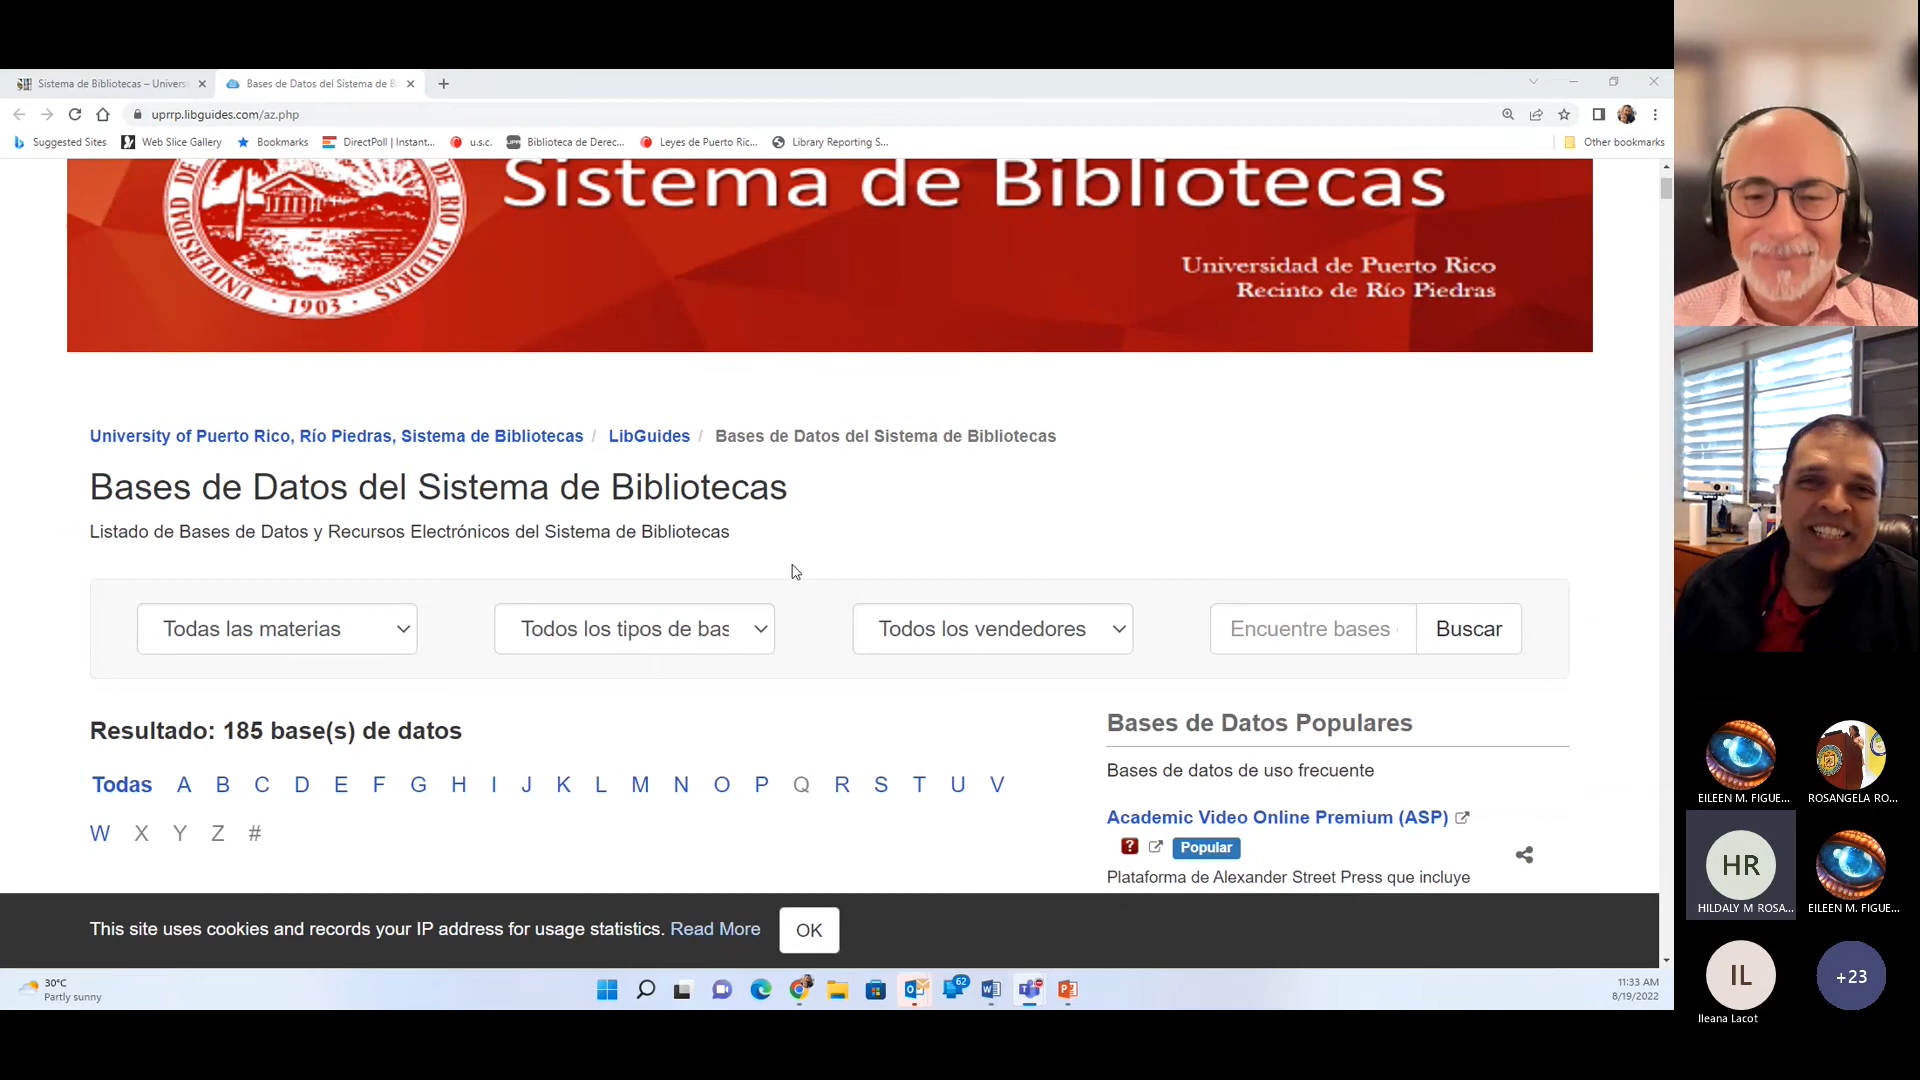 Sistema de Bibliotecas – Univers
Bases de Datos del Sistema de B
uprrp.libguides.com/az.php
Suggested Sites
Web Slice Gallery
Bookmarks
DirectPoll | Instant...
u.s.c.
Biblioteca de Derec...
Leyes de Puerto Ric...
Library Reporting S...
Other bookmarks
UNIVERSIDAD DE
DE RIO PIEDRAS
· 1903 ·
Sistema de Bibliotecas
Universidad de Puerto Rico
Recinto de Río Piedras
University of Puerto Rico, Río Piedras, Sistema de Bibliotecas / LibGuides / Bases de Datos del Sistema de Bibliotecas
Bases de Datos del Sistema de Bibliotecas
Listado de Bases de Datos y Recursos Electrónicos del Sistema de Bibliotecas
Todas las materias
Todos los tipos de bas
Todos los vendedores
Encuentre bases
Buscar
Resultado: 185 base(s) de datos
Todas A B C D E F G H I J K L M N O P Q R S T U V
W X Y Z #
Bases de Datos Populares
Bases de datos de uso frecuente
Academic Video Online Premium (ASP)
?
Popular
Plataforma de Alexander Street Press que incluye
This site uses cookies and records your IP address for usage statistics. Read More
OK
30°C
Partly sunny
62
11:33 AM
8/19/2022
EILEEN M. FIGUE...
ROSANGELA RO...
HR
HILDALY M ROSA...
EILEEN M. FIGUE...
IL
Ileana Lacot
+23